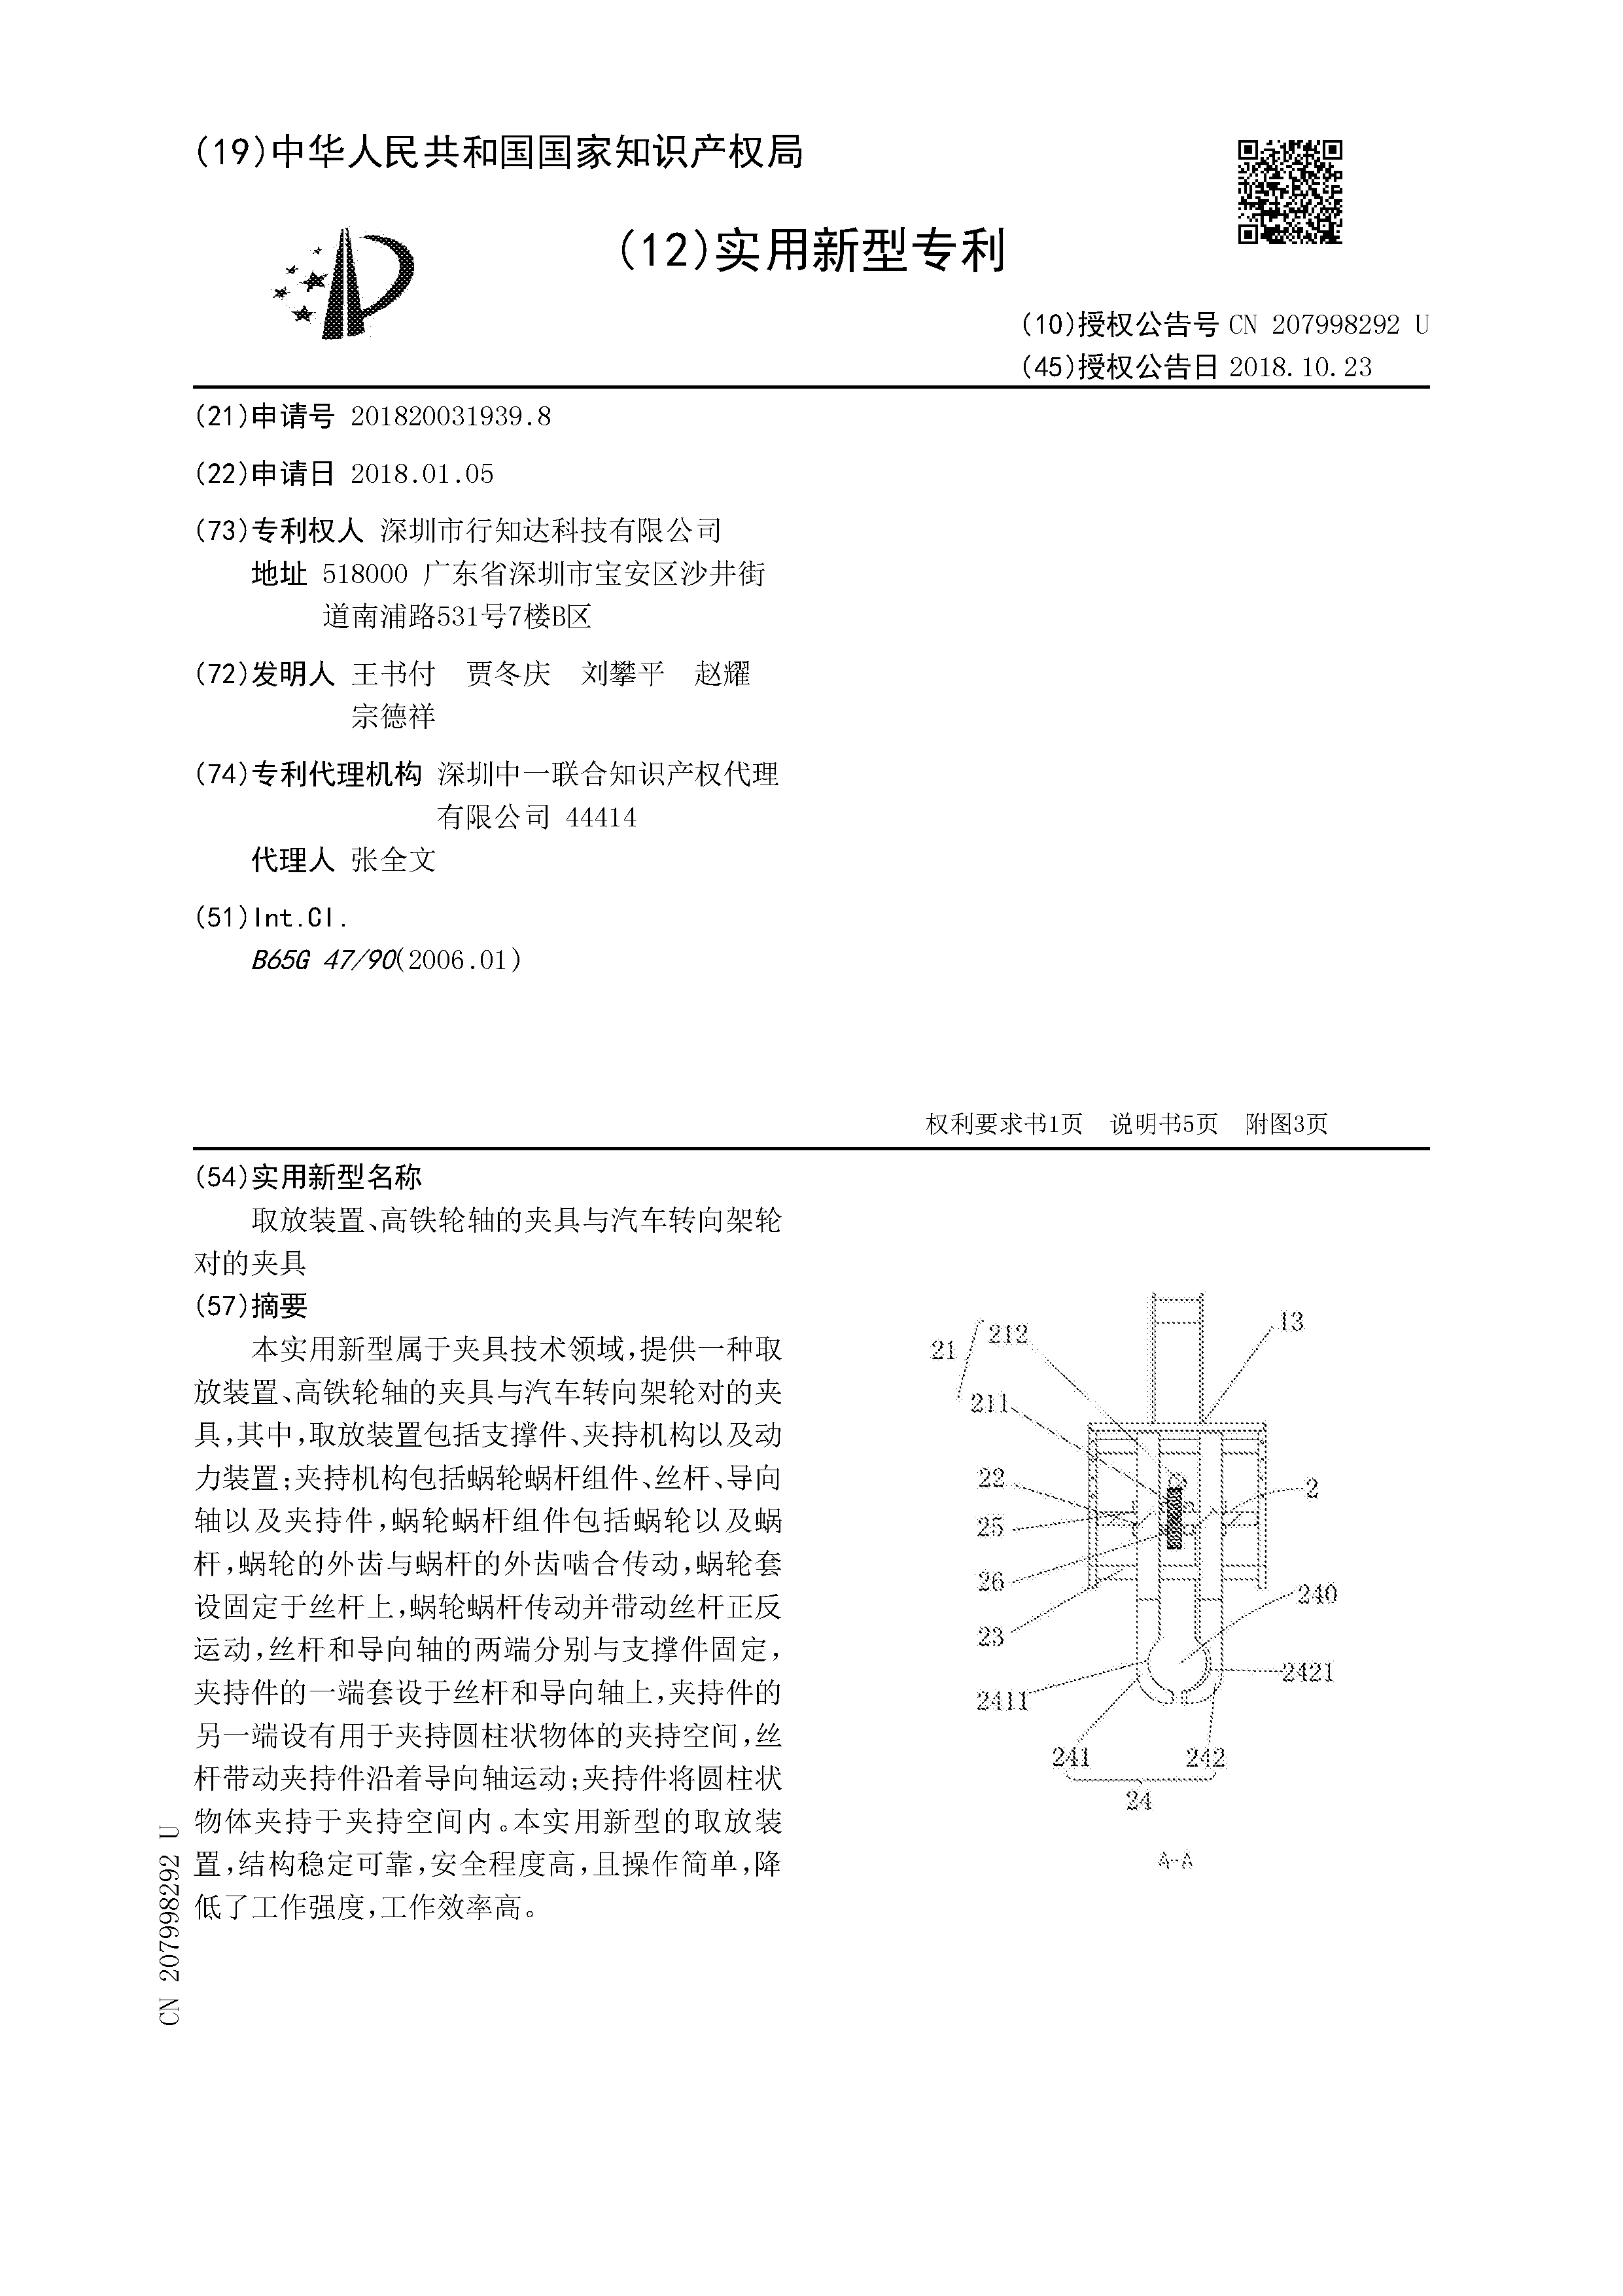 (19)中华人民共和国国家知识产权局
(12)实用新型专利
(10)授权公告号 CN 207998292 U
(45)授权公告日 2018.10.23
(21)申请号 201820031939.8
(22)申请日 2018.01.05
(73)专利权人 深圳市行知达科技有限公司
地址 518000 广东省深圳市宝安区沙井街
道南浦路531号7楼B区
(72)发明人 王书付 贾冬庆 刘攀平 赵耀
宗德祥
(74)专利代理机构 深圳中一联合知识产权代理
有限公司 44414
代理人 张全文
(51)Int.Cl.
B65G 47/90(2006.01)
权利要求书1页 说明书5页 附图3页
(54)实用新型名称
取放装置、高铁轮轴的夹具与汽车转向架轮
对的夹具
(57)摘要
本实用新型属于夹具技术领域,提供一种取
放装置、高铁轮轴的夹具与汽车转向架轮对的夹
具,其中,取放装置包括支撑件、夹持机构以及动
力装置;夹持机构包括蜗轮蜗杆组件、丝杆、导向
轴以及夹持件,蜗轮蜗杆组件包括蜗轮以及蜗
杆,蜗轮的外齿与蜗杆的外齿啮合传动,蜗轮套
设固定于丝杆上,蜗轮蜗杆传动并带动丝杆正反
运动,丝杆和导向轴的两端分别与支撑件固定,
夹持件的一端套设于丝杆和导向轴上,夹持件的
另一端设有用于夹持圆柱状物体的夹持空间,丝
杆带动夹持件沿着导向轴运动;夹持件将圆柱状
物体夹持于夹持空间内。本实用新型的取放装
置,结构稳定可靠,安全程度高,且操作简单,降
低了工作强度,工作效率高。
21
212
13
211
22
2
25
26
240
23
2421
2411
241
242
24
A-A
CN 207998292 U